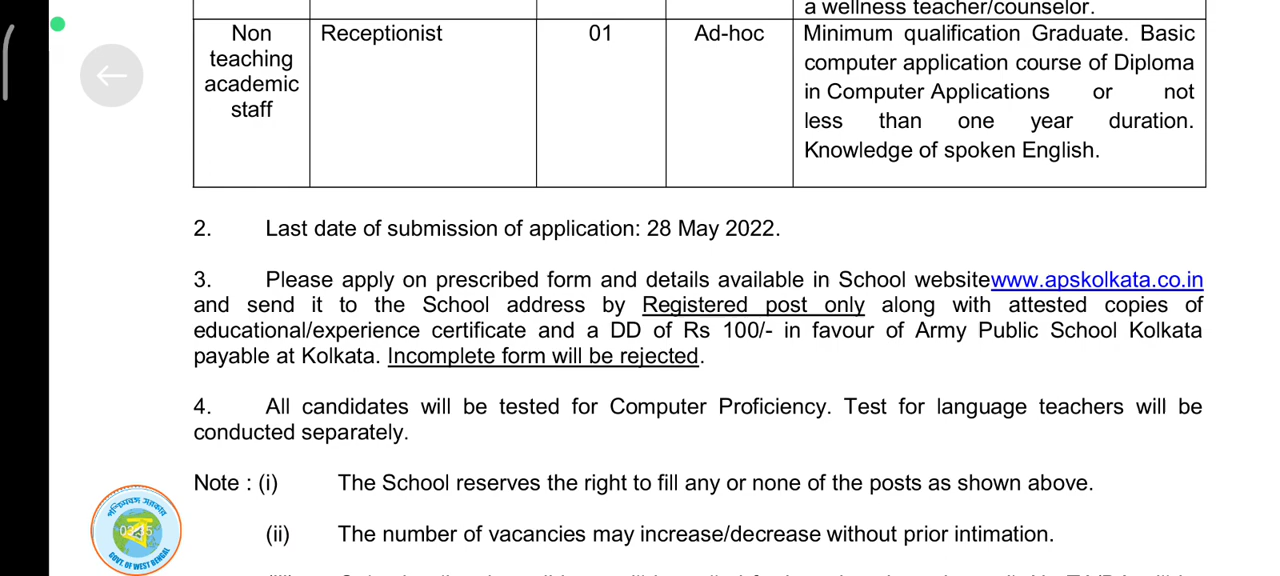 a wellness teacher/counselor.
Non teaching academic staff
Receptionist
01
Ad-hoc
Minimum qualification Graduate. Basic
computer application course of Diploma
in Computer Applications or not
less than one year duration.
Knowledge of spoken English.
2. Last date of submission of application: 28 May 2022.
3. Please apply on prescribed form and details available in School websitewww.apskolkata.co.in
and send it to the School address by Registered post only along with attested copies of
educational/experience certificate and a DD of Rs 100/- in favour of Army Public School Kolkata
payable at Kolkata. Incomplete form will be rejected.
4. All candidates will be tested for Computer Proficiency. Test for language teachers will be
conducted separately.
Note : (i) The School reserves the right to fill any or none of the posts as shown above.
(ii) The number of vacancies may increase/decrease without prior intimation.
পশ্চিমবঙ্গ সরকার
GOVT. OF WEST BENGAL